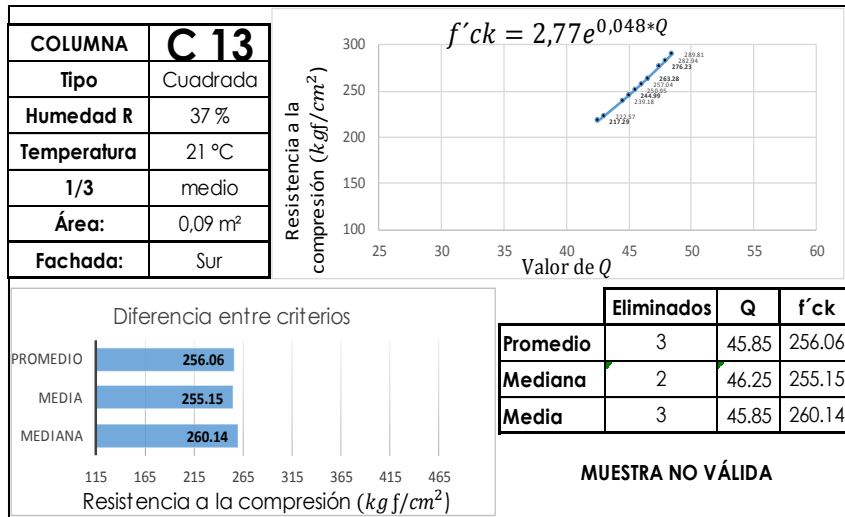 COLUMNA C 13
Tipo Cuadrada
Humedad R 37 %
Temperatura 21 °C
1/3 medio
Área: 0,09 m²
Fachada: Sur
f´ck = 2,77e^{0,048*Q}
Resistencia a la
compresión (kgf/cm²)
300
250
200
150
100
289.81
282.94
276.23
263.28
257.04
250.95
244.99
239.18
222.57
217.29
25 30 35 40 45 50 55 60
Valor de Q
Diferencia entre criterios
PROMEDIO 256.06
MEDIA 255.15
MEDIANA 260.14
115 165 215 265 315 365 415 465
Resistencia a la compresión (kg f/cm²)
Eliminados Q f´ck
Promedio 3 45.85 256.06
Mediana 2 46.25 255.15
Media 3 45.85 260.14
MUESTRA NO VÁLIDA